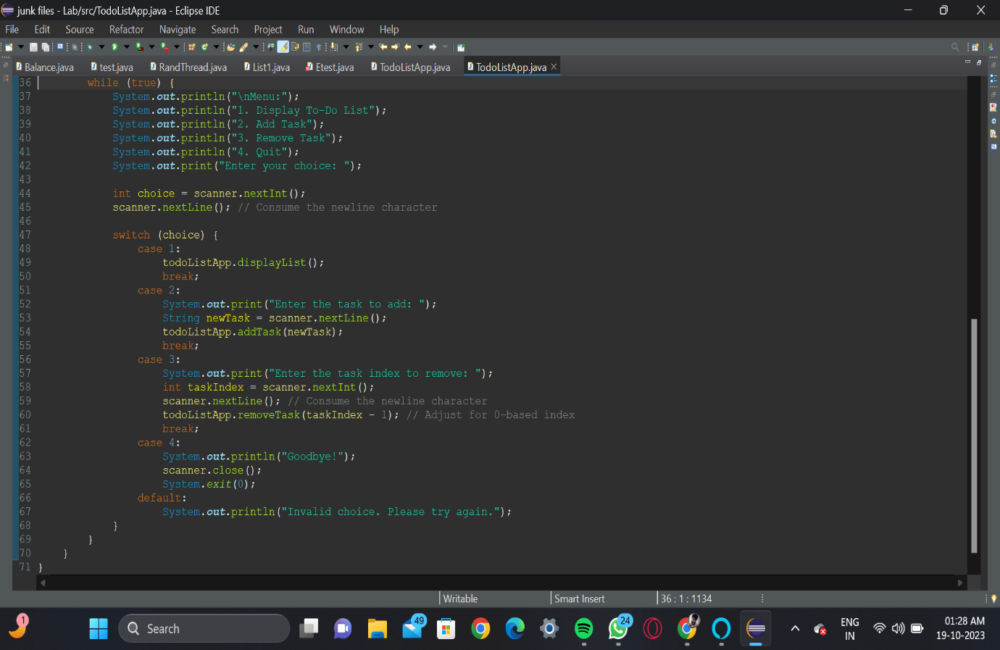 junk files - Lab/src/TodoListApp.java - Eclipse IDE
File Edit Source Refactor Navigate Search Project Run Window Help
Balance.java test.java RandThread.java List1.java Etest.java TodoListApp.java TodoListApp.java
36 while (true) {
37 System.out.println("\nMenu:");
38 System.out.println("1. Display To-Do List");
39 System.out.println("2. Add Task");
40 System.out.println("3. Remove Task");
41 System.out.println("4. Quit");
42 System.out.print("Enter your choice: ");
43
44 int choice = scanner.nextInt();
45 scanner.nextLine(); // Consume the newline character
46
47 switch (choice) {
48 case 1:
49 todoListApp.displayList();
50 break;
51 case 2:
52 System.out.print("Enter the task to add: ");
53 String newTask = scanner.nextLine();
54 todoListApp.addTask(newTask);
55 break;
56 case 3:
57 System.out.print("Enter the task index to remove: ");
58 int taskIndex = scanner.nextInt();
59 scanner.nextLine(); // Consume the newline character
60 todoListApp.removeTask(taskIndex - 1); // Adjust for 0-based index
61 break;
62 case 4:
63 System.out.println("Goodbye!");
64 scanner.close();
65 System.exit(0);
66 default:
67 System.out.println("Invalid choice. Please try again.");
68 }
69 }
70 }
71 }
Writable Smart Insert 36 : 1 : 1134
1 Search 49 24 ENG IN 01:28 AM 19-10-2023